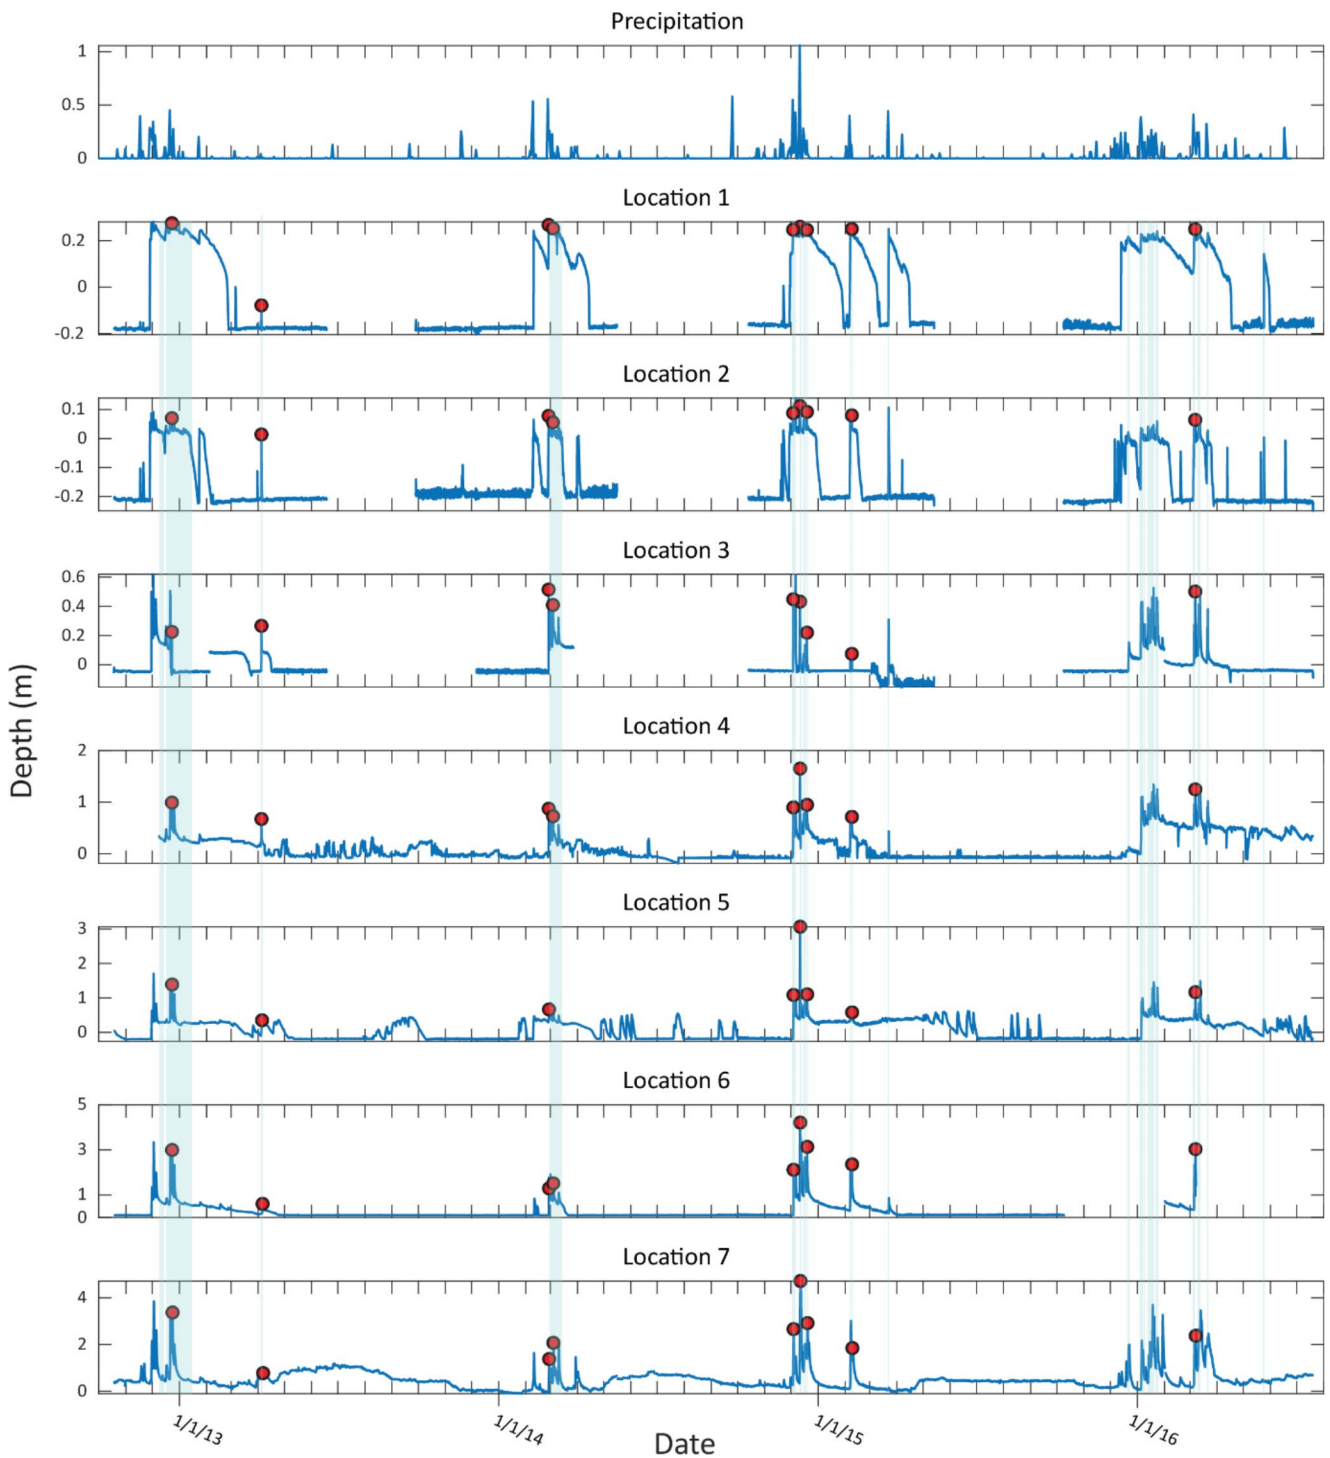 Precipitation
1
0.5
0
Location 1
0.2
0
-0.2
Location 2
0.1
0
-0.1
-0.2
Location 3
0.6
0.4
0.2
0
Depth (m)
Location 4
2
1
0
Location 5
3
2
1
0
Location 6
5
3
1
0
Location 7
4
2
0
1/1/13 1/1/14 1/1/15 1/1/16
Date